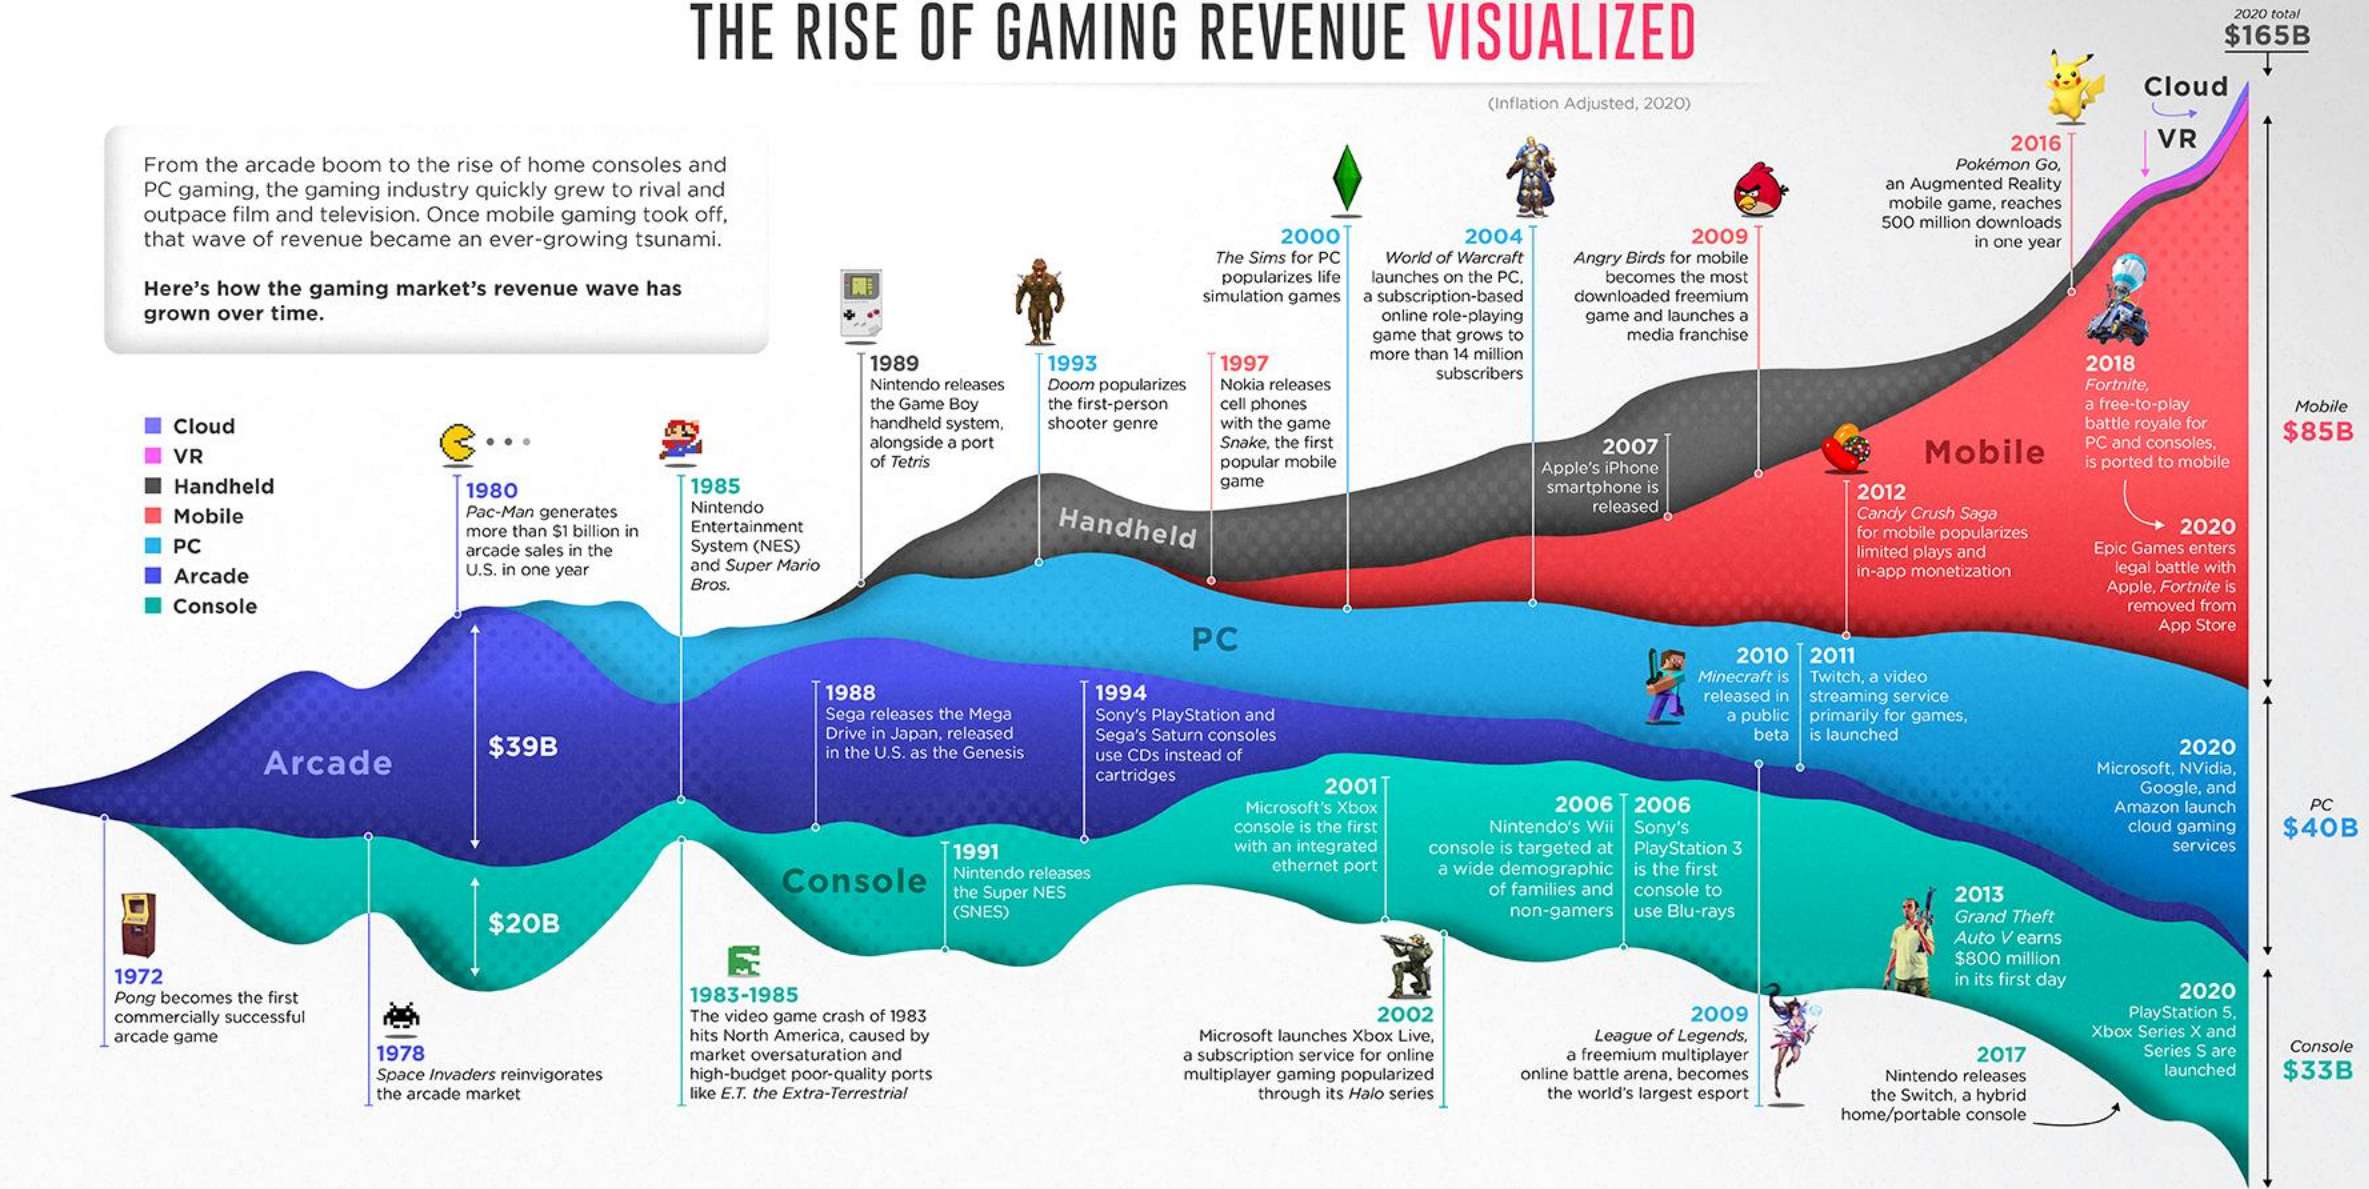 THE RISE OF GAMING REVENUE VISUALIZED
(Inflation Adjusted, 2020)
2020 total
$165B
From the arcade boom to the rise of home consoles and
PC gaming, the gaming industry quickly grew to rival and
outpace film and television. Once mobile gaming took off,
that wave of revenue became an ever-growing tsunami.
Here's how the gaming market's revenue wave has
grown over time.
Cloud
VR
Handheld
Mobile
PC
Arcade
Console
1972
Pong becomes the first
commercially successful
arcade game
1978
Space Invaders reinvigorates
the arcade market
1980
Pac-Man generates
more than $1 billion in
arcade sales in the
U.S. in one year
Arcade
$39B
$20B
1985
Nintendo
Entertainment
System (NES)
and Super Mario
Bros.
1983-1985
The video game crash of 1983
hits North America, caused by
market oversaturation and
high-budget poor-quality ports
like E.T. the Extra-Terrestrial
1988
Sega releases the Mega
Drive in Japan, released
in the U.S. as the Genesis
1989
Nintendo releases
the Game Boy
handheld system,
alongside a port
of Tetris
Console
1991
Nintendo releases
the Super NES
(SNES)
1993
Doom popularizes
the first-person
shooter genre
Handheld
1994
Sony's PlayStation and
Sega's Saturn consoles
use CDs instead of
cartridges
1997
Nokia releases
cell phones
with the game
Snake, the first
popular mobile
game
PC
2000
The Sims for PC
popularizes life
simulation games
2001
Microsoft's Xbox
console is the first
with an integrated
ethernet port
2002
Microsoft launches Xbox Live,
a subscription service for online
multiplayer gaming popularized
through its Halo series
2004
World of Warcraft
launches on the PC,
a subscription-based
online role-playing
game that grows to
more than 14 million
subscribers
2006
Nintendo's Wii
console is targeted at
a wide demographic
of families and
non-gamers
2006
Sony's
PlayStation 3
is the first
console to
use Blu-rays
2007
Apple's iPhone
smartphone is
released
2009
Angry Birds for mobile
becomes the most
downloaded freemium
game and launches a
media franchise
2009
League of Legends,
a freemium multiplayer
online battle arena, becomes
the world's largest esport
2010
Minecraft is
released in
a public
beta
2011
Twitch, a video
streaming service
primarily for games,
is launched
2012
Candy Crush Saga
for mobile popularizes
limited plays and
in-app monetization
Mobile
2013
Grand Theft
Auto V earns
$800 million
in its first day
2016
Pokémon Go,
an Augmented Reality
mobile game, reaches
500 million downloads
in one year
2017
Nintendo releases
the Switch, a hybrid
home/portable console
Cloud
VR
2018
Fortnite,
a free-to-play
battle royale for
PC and consoles,
is ported to mobile
2020
Epic Games enters
legal battle with
Apple, Fortnite is
removed from
App Store
2020
Microsoft, NVidia,
Google, and
Amazon launch
cloud gaming
services
2020
PlayStation 5,
Xbox Series X and
Series S are
launched
Mobile
$85B
PC
$40B
Console
$33B